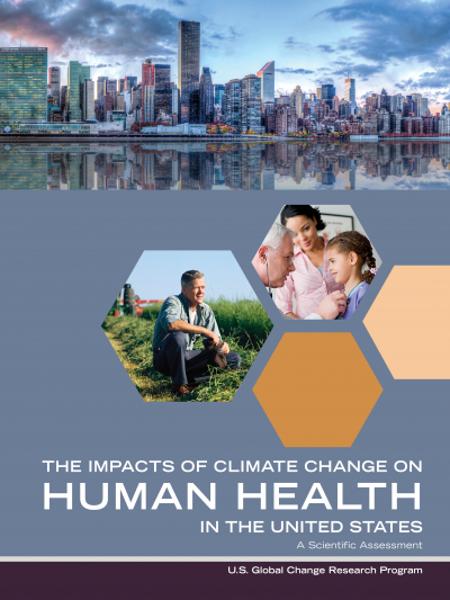 THE IMPACTS OF CLIMATE CHANGE ON
HUMAN HEALTH
IN THE UNITED STATES
A Scientific Assessment
U.S. Global Change Research Program